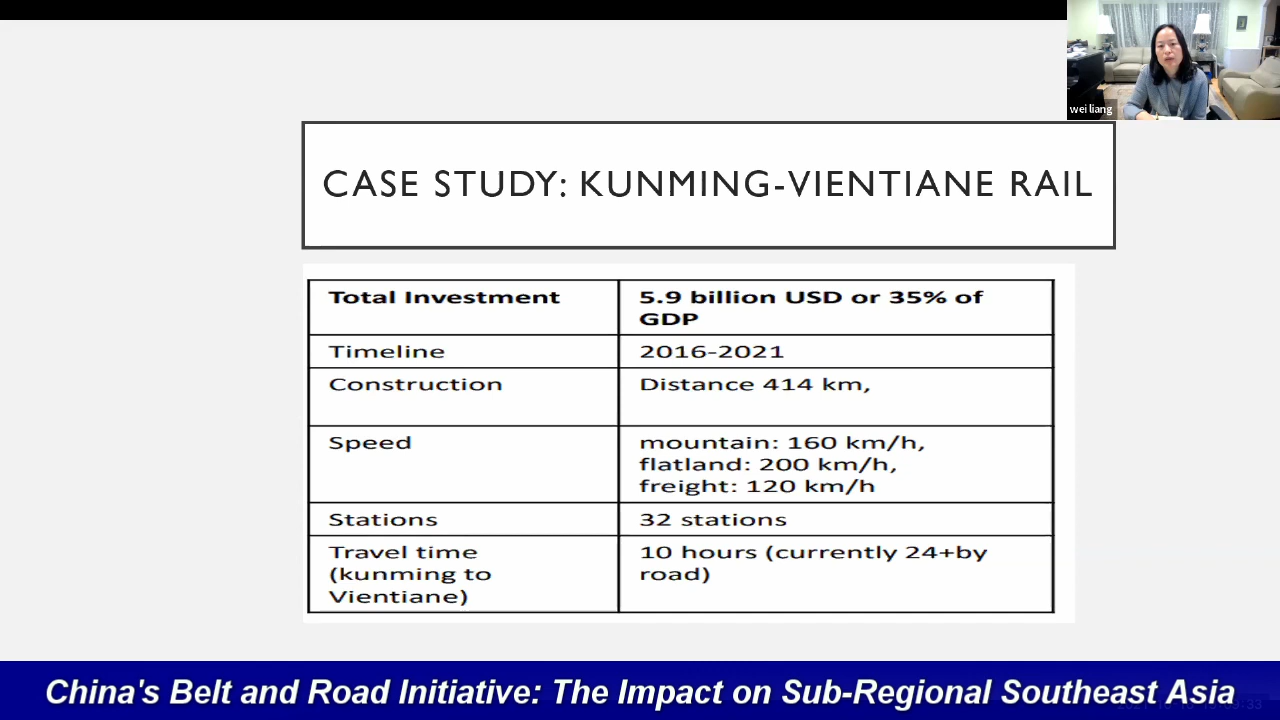 wei liang
CASE STUDY: KUNMING-VIENTIANE RAIL
Total Investment
5.9 billion USD or 35% of
GDP
Timeline
2016-2021
Construction
Distance 414 km,
Speed
mountain: 160 km/h,
flatland: 200 km/h,
freight: 120 km/h
Stations
32 stations
Travel time
(kunming to
Vientiane)
10 hours (currently 24+by
road)
China's Belt and Road Initiative: The Impact on Sub-Regional Southeast Asia